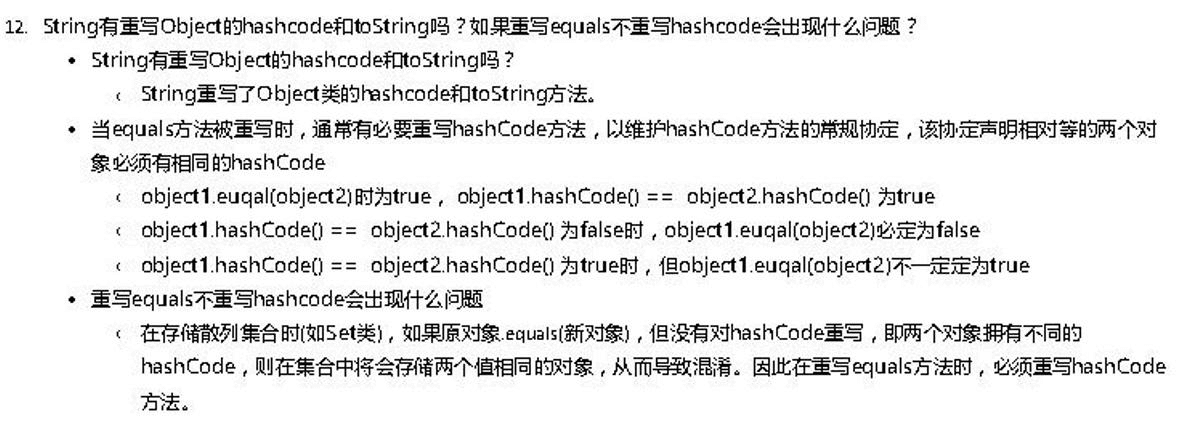 12. String有重写Object的hashcode和toString吗？如果重写equals不重写hashcode会出现什么问题？
• String有重写Object的hashcode和toString吗？
‹ String重写了Object类的hashcode和toString方法。
• 当equals方法被重写时，通常有必要重写hashCode方法，以维护hashCode方法的常规协定，该协定声明相对等的两个对
象必须有相同的hashCode
‹ object1.euqal(object2)时为true， object1.hashCode() == object2.hashCode() 为true
‹ object1.hashCode() == object2.hashCode() 为false时，object1.euqal(object2)必定为false
‹ object1.hashCode() == object2.hashCode() 为true时，但object1.euqal(object2)不一定定为true
• 重写equals不重写hashcode会出现什么问题
‹ 在存储散列集合时(如Set类)，如果原对象.equals(新对象)，但没有对hashCode重写，即两个对象拥有不同的
hashCode，则在集合中将会存储两个值相同的对象，从而导致混淆。因此在重写equals方法时，必须重写hashCode
方法。